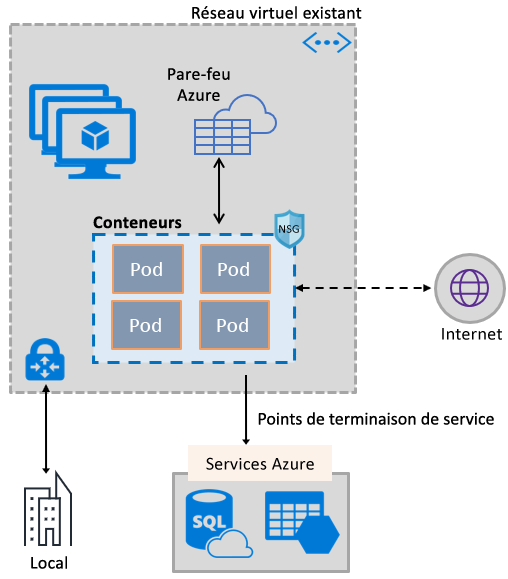 Réseau virtuel existant
Pare-feu
Azure
Conteneurs
NSG
Pod
Pod
Pod
Pod
Internet
Points de terminaison de service
Services Azure
SQL
Local